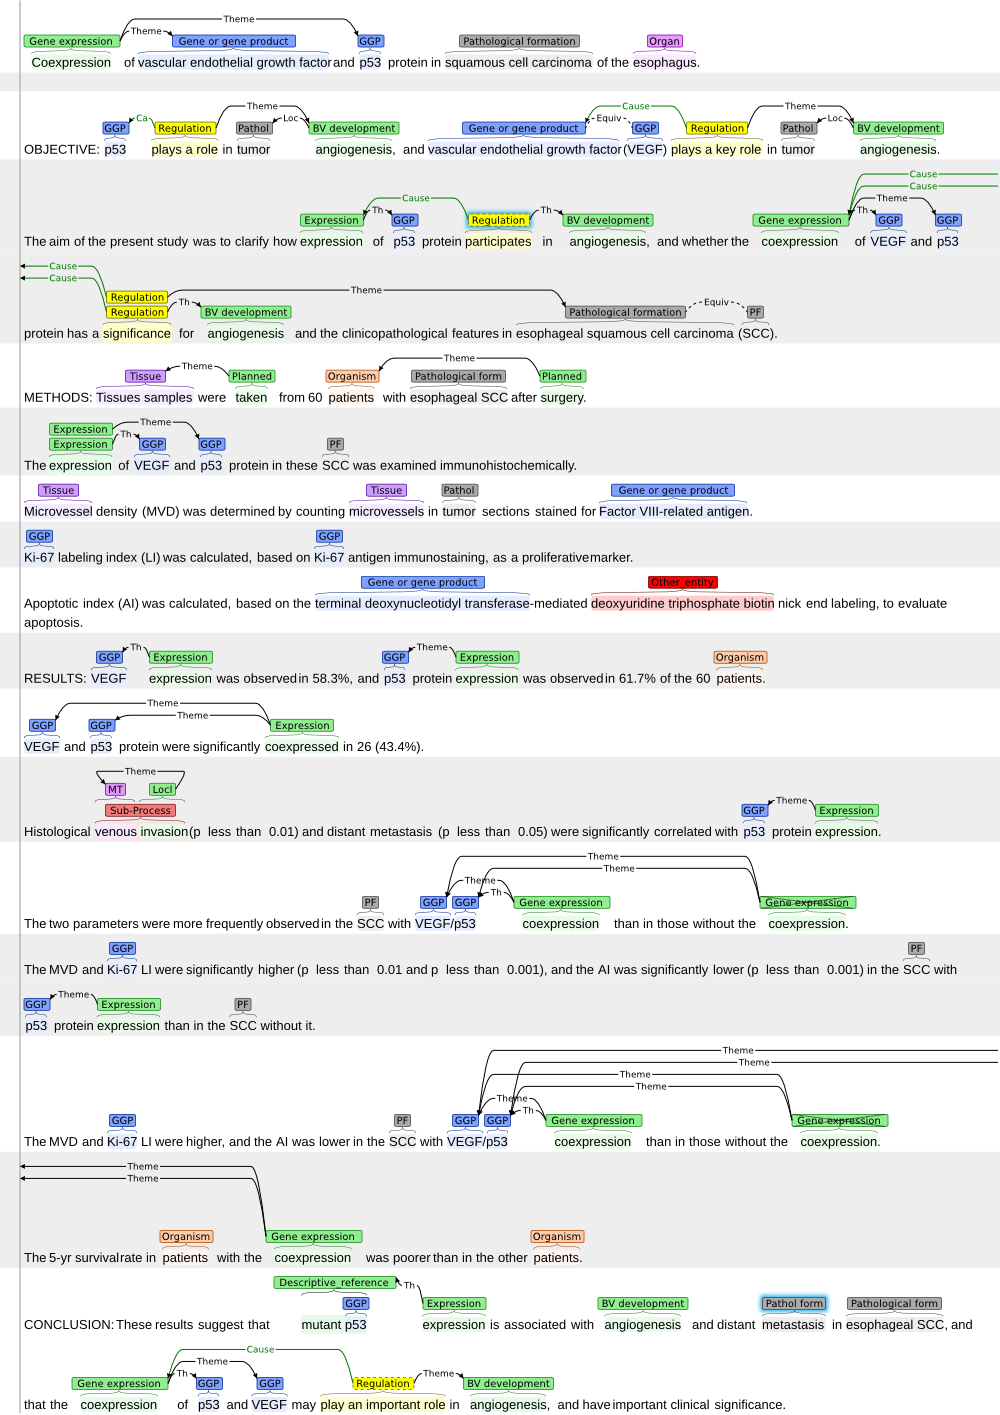 Theme
Theme
Gene expression Gene or gene product GGP Pathological formation Organ
Coexpression of vascular endothelial growth factor and p53 protein in squamous cell carcinoma of the esophagus.
Theme Cause Theme
Ca Loc Equiv Loc
GGP Regulation Pathol BV development Gene or gene product GGP Regulation Pathol BV development
OBJECTIVE: p53 plays a role in tumor angiogenesis, and vascular endothelial growth factor (VEGF) plays a key role in tumor angiogenesis.
Cause
Cause
Cause Theme
Th Th Th
Expression GGP Regulation BV development Gene expression GGP GGP
The aim of the present study was to clarify how expression of p53 protein participates in angiogenesis, and whether the coexpression of VEGF and p53
Cause
Cause
Theme
Regulation Th Equiv
Regulation BV development Pathological formation PF
protein has a significance for angiogenesis and the clinicopathological features in esophageal squamous cell carcinoma (SCC).
Theme Theme
Tissue Planned Organism Pathological form Planned
METHODS: Tissues samples were taken from 60 patients with esophageal SCC after surgery.
Theme
Expression Th
Expression GGP GGP PF
The expression of VEGF and p53 protein in these SCC was examined immunohistochemically.
Tissue Tissue Pathol Gene or gene product
Microvessel density (MVD) was determined by counting microvessels in tumor sections stained for Factor VIII-related antigen.
GGP GGP
Ki-67 labeling index (LI) was calculated, based on Ki-67 antigen immunostaining, as a proliferative marker.
Gene or gene product Other_entity
Apoptotic index (AI) was calculated, based on the terminal deoxynucleotidyl transferase-mediated deoxyuridine triphosphate biotin nick end labeling, to evaluate
apoptosis.
Th Theme
GGP Expression GGP Expression Organism
RESULTS: VEGF expression was observed in 58.3%, and p53 protein expression was observed in 61.7% of the 60 patients.
Theme
Theme
GGP GGP Expression
VEGF and p53 protein were significantly coexpressed in 26 (43.4%).
Theme
MT Locl
Sub-Process GGP Theme Expression
Histological venous invasion (p less than 0.01) and distant metastasis (p less than 0.05) were significantly correlated with p53 protein expression.
Theme
Theme
Theme
Th
PF GGP GGP Gene expression Gene expression
The two parameters were more frequently observed in the SCC with VEGF/p53 coexpression than in those without the coexpression.
GGP PF
The MVD and Ki-67 LI were significantly higher (p less than 0.01 and p less than 0.001), and the AI was significantly lower (p less than 0.001) in the SCC with
Theme
GGP Expression PF
p53 protein expression than in the SCC without it.
Theme
Theme
Theme
Theme
Theme
Th
GGP PF GGP GGP Gene expression Gene expression
The MVD and Ki-67 LI were higher, and the AI was lower in the SCC with VEGF/p53 coexpression than in those without the coexpression.
Theme
Theme
Organism Gene expression Organism
The 5-yr survival rate in patients with the coexpression was poorer than in the other patients.
Descriptive_reference Th
GGP Expression BV development Pathol form Pathological form
CONCLUSION: These results suggest that mutant p53 expression is associated with angiogenesis and distant metastasis in esophageal SCC, and
Cause
Theme
Th Theme
Gene expression GGP GGP Regulation BV development
that the coexpression of p53 and VEGF may play an important role in angiogenesis, and have important clinical significance.